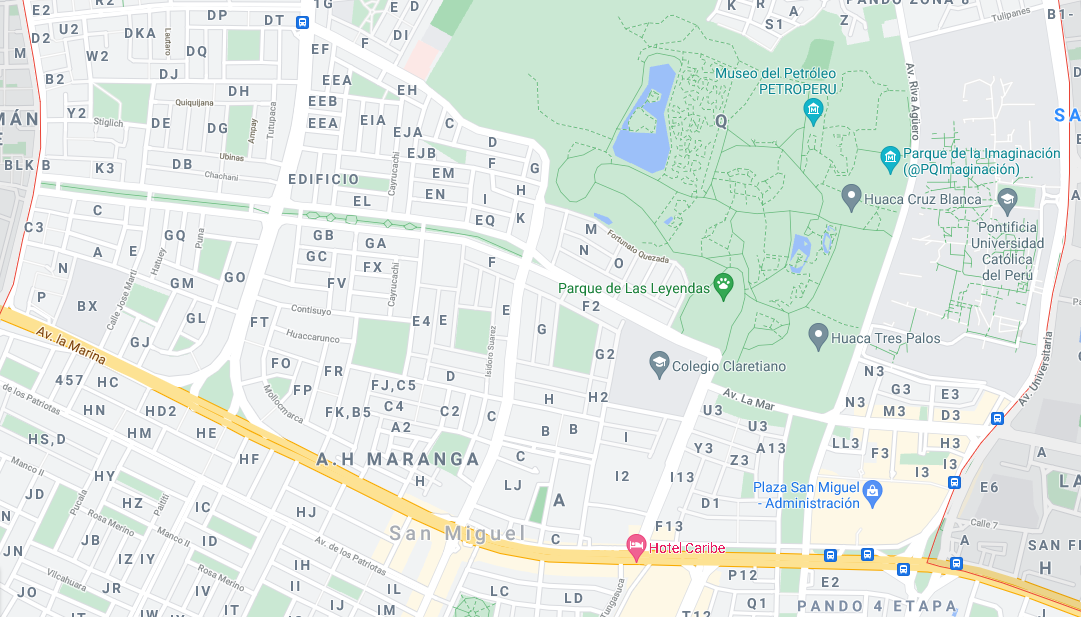 E2
R2
DP
DT
1G
E
D
K
R
A
Z
PANDO ZONA 8
Tulipanes
B1-
D2
U2
DKA
Lautaro
DQ
EF
F
DI
S1
M
W2
B2
DJ
EEA
EH
DH
Museo del Petróleo
PETROPERU
Av. Riva Agüero
Y2
Stiglich
Quiquijana
DE
DG
Ampay
Tutupaca
EEB
EEA
EIA
EJA
C
Q
MÁN
E
SA
BLK B
K3
DB
Ubinas
Chachani
EJB
D
F
G
Parque de la Imaginación
(@PQImaginación)
EDIFICIO
Cayrucachi
EM
EN
I
H
EL
EQ
K
Huaca Cruz Blanca
Pontificia
Universidad
Católica
del Perú
C
C3
GQ
Puna
GB
GA
M
Fortunato Quezada
N
O
A
E
Hatuey
GC
FX
F
N
GM
GO
FV
Cayrucachi
Parque de Las Leyendas
P
BX
Calle Jose Marti
GL
FT
Contisuyo
Huaccarunco
E4
E
E
F2
G
G2
Isidoro Suarez
Huaca Tres Palos
Av. la Marina
GJ
FO
FR
FP
FJ,C5
D
Colegio Claretiano
Av. Universitaria
457
HC
Mollocmarca
FK,B5
C4
C2
C
H
H2
Av. La Mar
N3
G3
E3
de los Patriotas
HN
HD2
A2
B
B
I
U3
U3
N3
M3
D3
HS,D
HM
HE
HF
A.H MARANGA
C
Y3
A13
LL3
H3
F3
A
Manco II
HY
H
LJ
A
I2
I13
Z3
I3
I3
JD
Pucala
HZ
Paititi
IC
HJ
D1
Plaza San Miguel
- Administración
E6
LA
N
Rosa Merino
San Miguel
F13
Calle 7
JN
JB
Manco II
ID
Av. de los Patriotas
C
Hotel Caribe
A
SAN FE
IZ
IY
IH
H
JO
Vilcahuara
JR
IV
Rosa Merino
II
LC
LD
Tungasuca
P12
E2
IW
IJ
IM
T12
Q1
PANDO 4 ETAPA